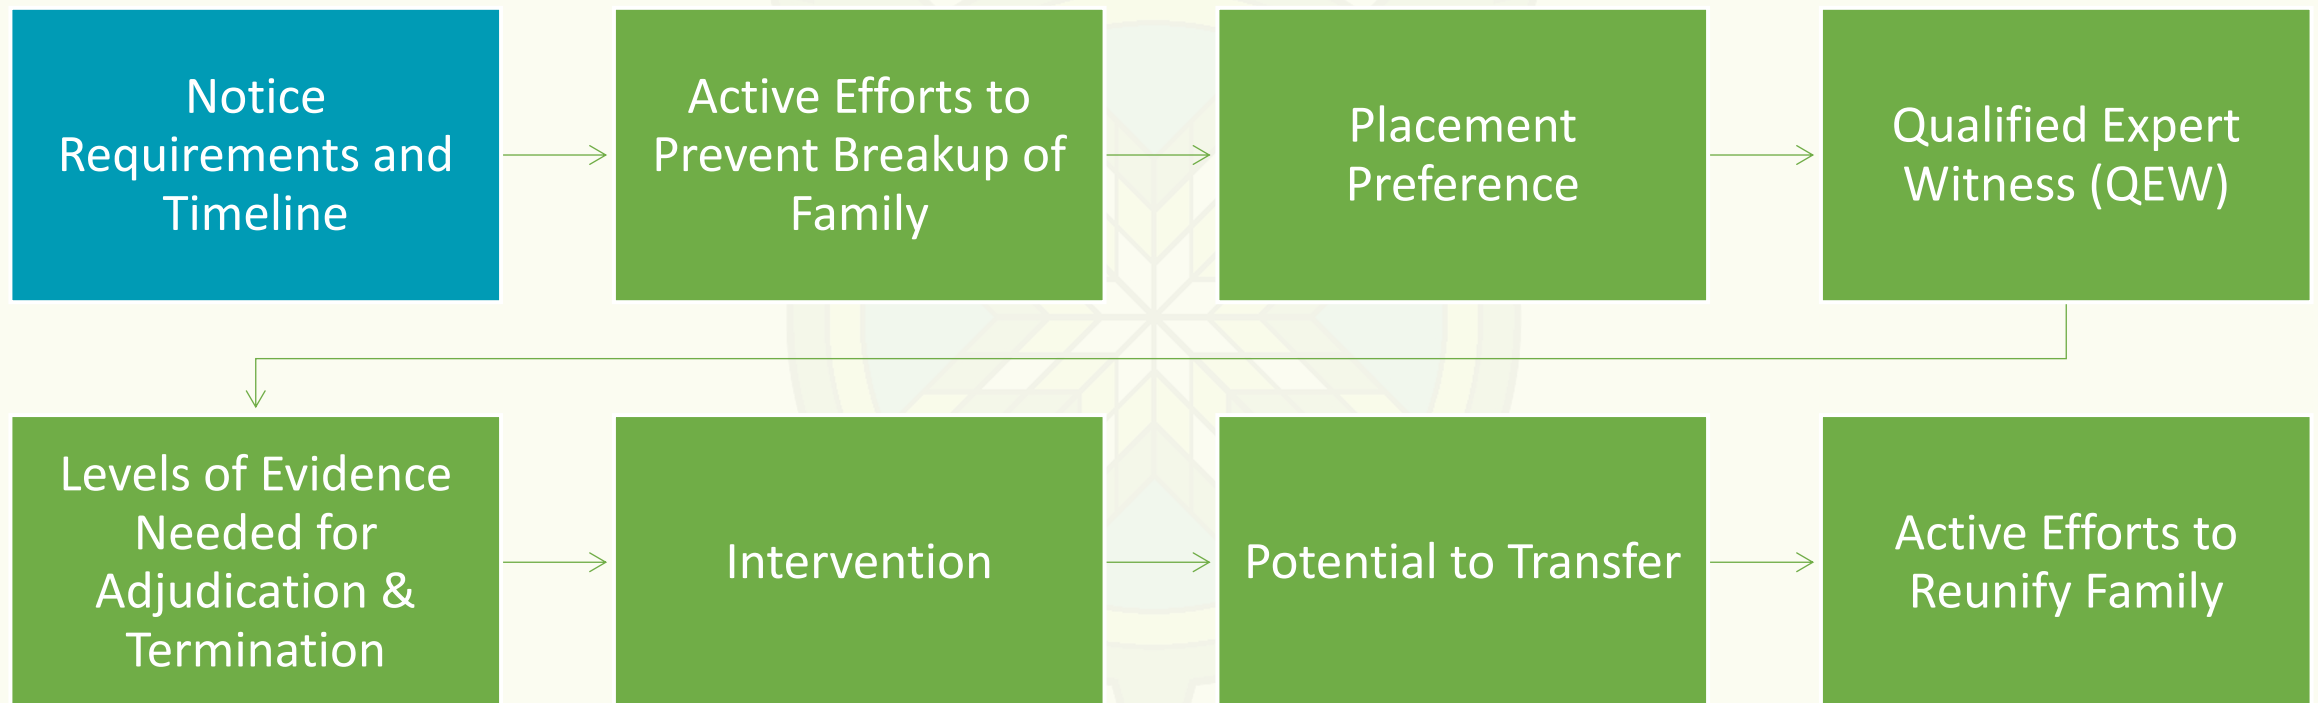 Notice
Requirements and
Timeline
Active Efforts to
Prevent Breakup of
Family
Placement
Preference
Qualified Expert
Witness (QEW)
Levels of Evidence
Needed for
Adjudication &
Termination
Intervention
Potential to Transfer
Active Efforts to
Reunify Family